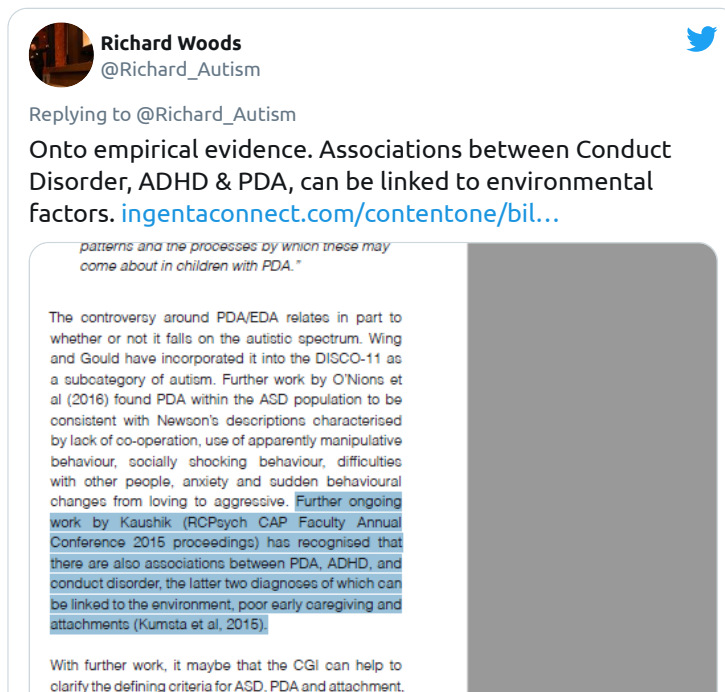 Richard Woods
@Richard_Autism
Replying to @Richard_Autism
Onto empirical evidence. Associations between Conduct
Disorder, ADHD & PDA, can be linked to environmental
factors. ingentaconnect.com/contentone/bil…
patterns and the processes by which these may
come about in children with PDA."
The controversy around PDA/EDA relates in part to
whether or not it falls on the autistic spectrum. Wing
and Gould have incorporated it into the DISCO-11 as
a subcategory of autism. Further work by O'Nions et
al (2016) found PDA within the ASD population to be
consistent with Newson's descriptions characterised
by lack of co-operation, use of apparently manipulative
behaviour, socially shocking behaviour, difficulties
with other people, anxiety and sudden behavioural
changes from loving to aggressive. Further ongoing
work by Kaushik (RCPsych CAP Faculty Annual
Conference 2015 proceedings) has recognised that
there are also associations between PDA, ADHD, and
conduct disorder, the latter two diagnoses of which can
be linked to the environment, poor early caregiving and
attachments (Kumsta et al, 2015).
With further work, it maybe that the CGI can help to
clarify the defining criteria for ASD, PDA and attachment,